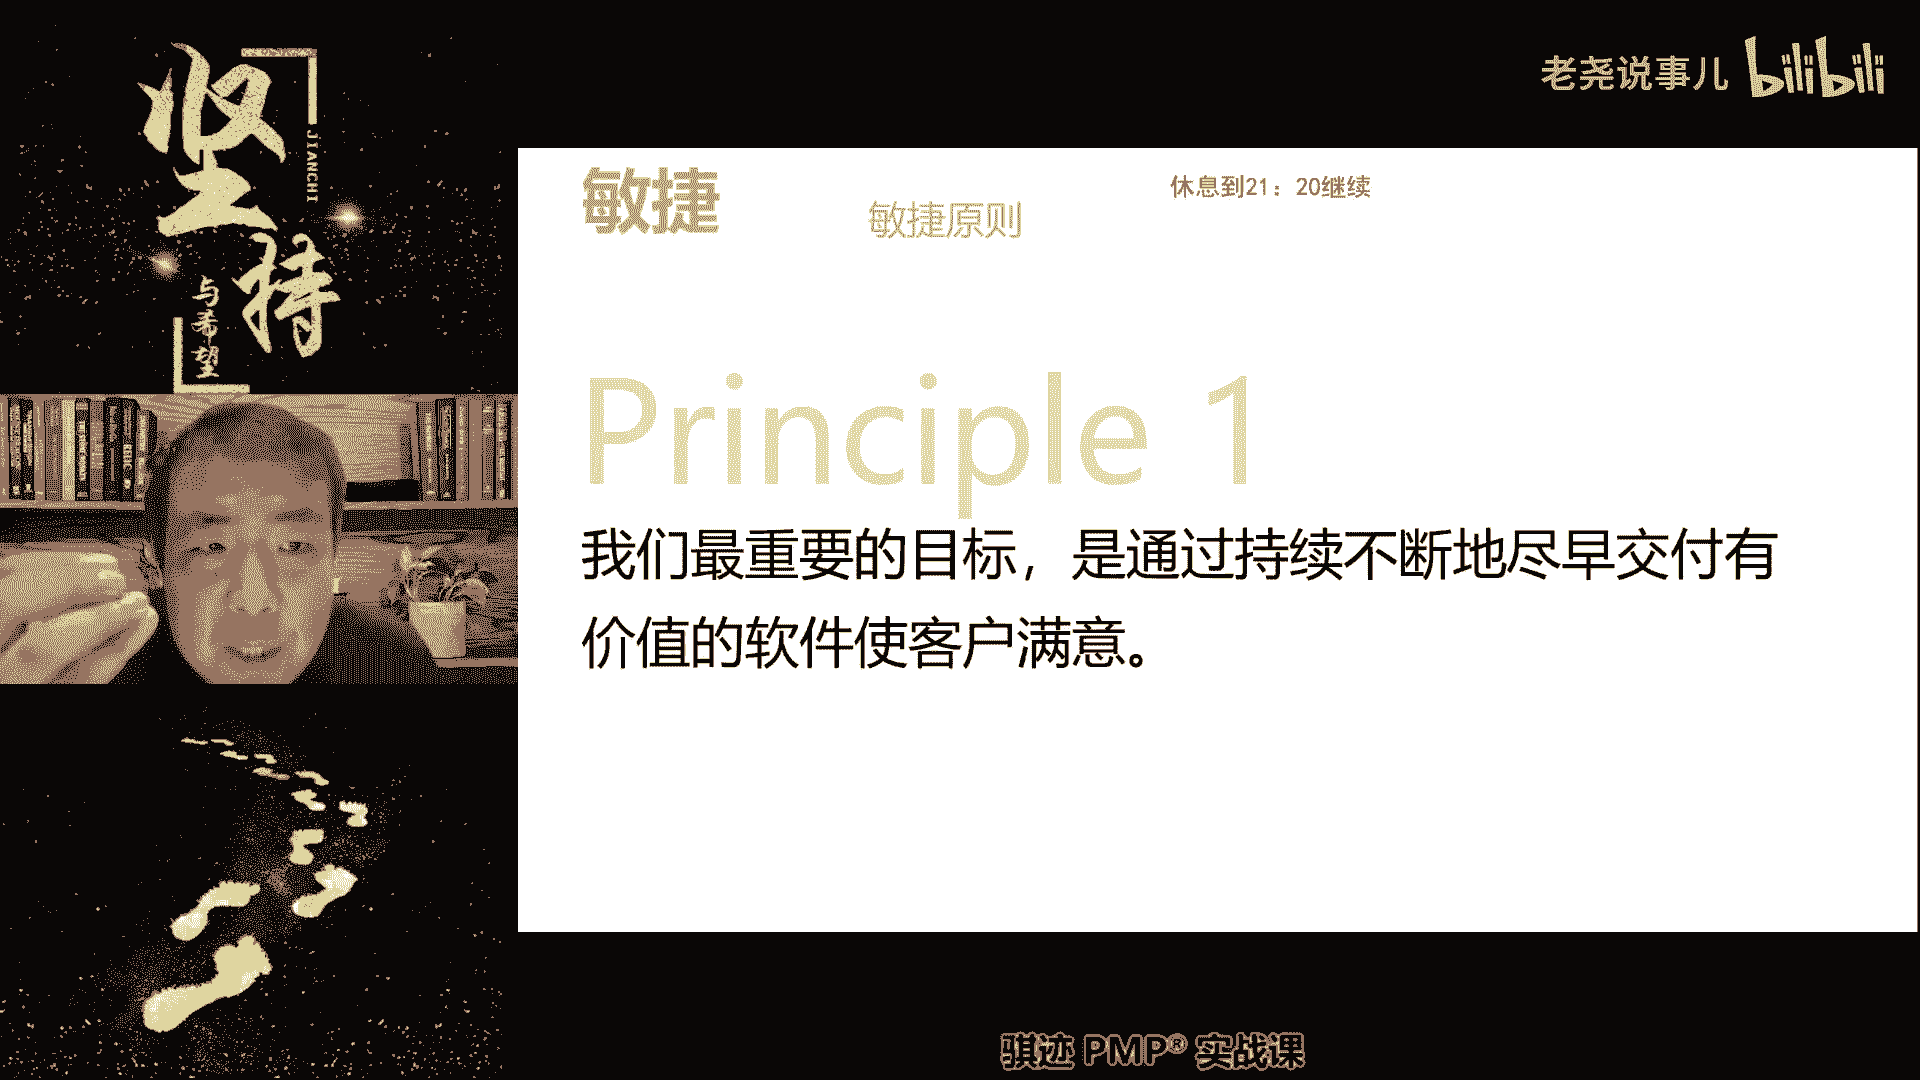 坚持
JIANCHI
与希望
老尧说事儿 bilibili
敏捷
敏捷原则
休息到21：20继续
Principle 1
我们最重要的目标，是通过持续不断地尽早交付有
价值的软件使客户满意。
骐迹 PMP® 实战课